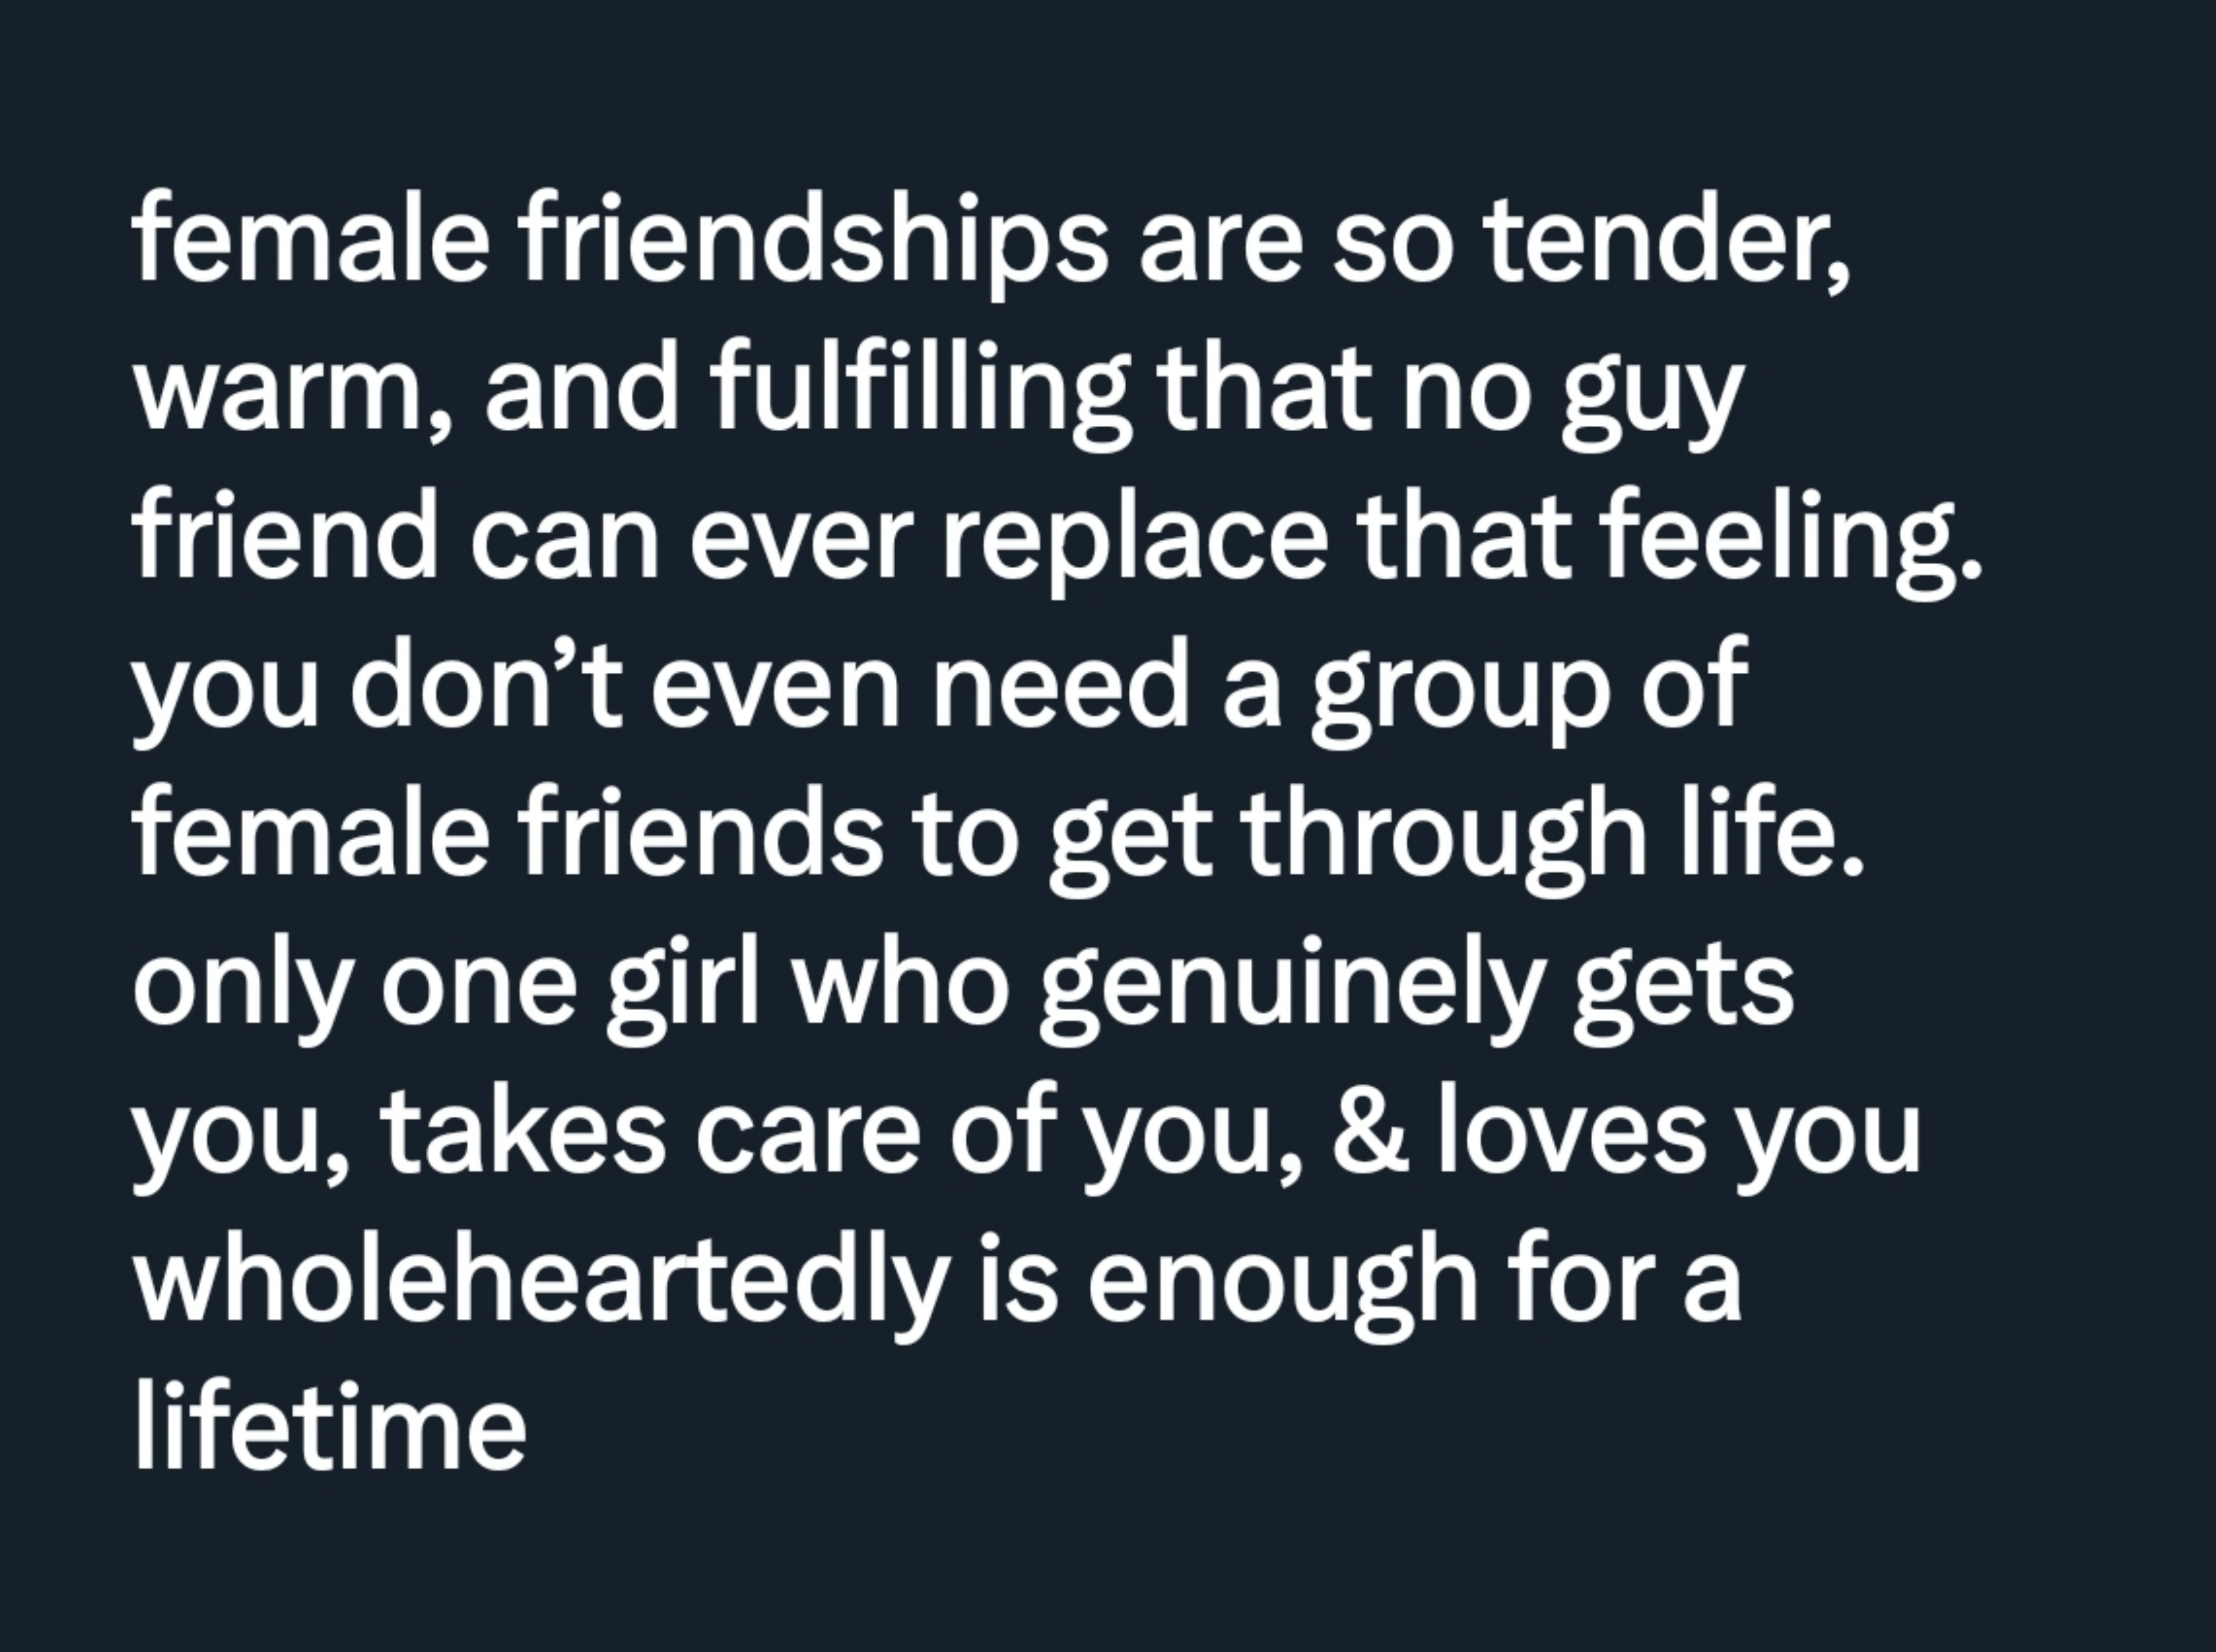 female friendships are so tender,
warm, and fulfilling that no guy
friend can ever replace that feeling.
you don’t even need a group of
female friends to get through life.
only one girl who genuinely gets
you, takes care of you, & loves you
wholeheartedly is enough for a
lifetime